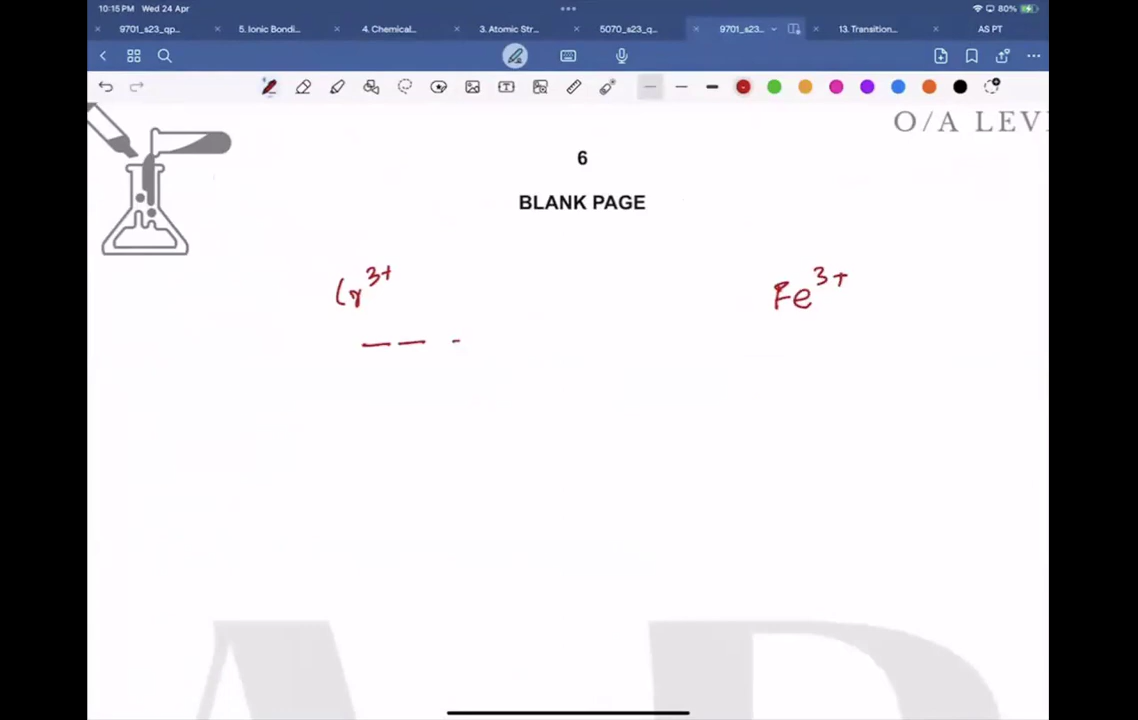 10:15 PM Wed 24 Apr
80%
9701_s23_qp...
5. Ionic Bondi...
4. Chemical...
3. Atomic Str...
5070_s23_q...
9701_s23...
13. Transition...
AS PT
O/A LEV
6
BLANK PAGE
Cr³⁺
Fe³⁺